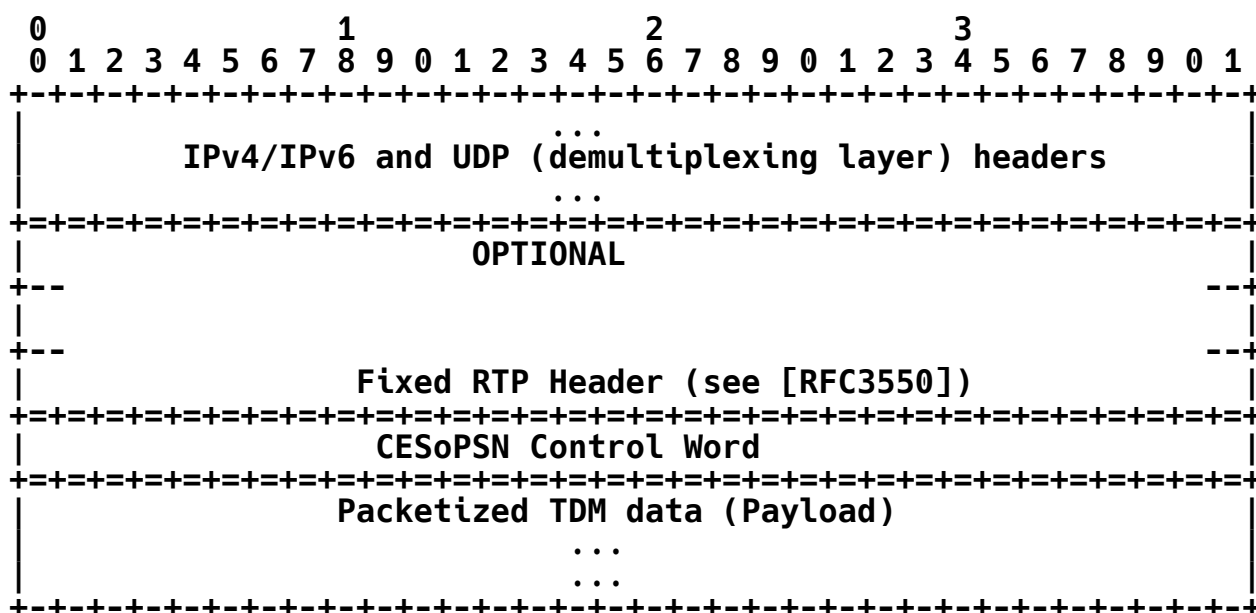 0                   1                   2                   3
 0 1 2 3 4 5 6 7 8 9 0 1 2 3 4 5 6 7 8 9 0 1 2 3 4 5 6 7 8 9 0 1
+-+-+-+-+-+-+-+-+-+-+-+-+-+-+-+-+-+-+-+-+-+-+-+-+-+-+-+-+-+-+-+-+
|                           ...                                 |
|        IPv4/IPv6 and UDP (demultiplexing layer) headers       |
|                           ...                                 |
+=+=+=+=+=+=+=+=+=+=+=+=+=+=+=+=+=+=+=+=+=+=+=+=+=+=+=+=+=+=+=+=+
|                       OPTIONAL                                |
+--                                                           --+
|                                                               |
+--                                                           --+
|                 Fixed RTP Header (see [RFC3550])              |
+=+=+=+=+=+=+=+=+=+=+=+=+=+=+=+=+=+=+=+=+=+=+=+=+=+=+=+=+=+=+=+=+
|                  CESoPSN Control Word                         |
+=+=+=+=+=+=+=+=+=+=+=+=+=+=+=+=+=+=+=+=+=+=+=+=+=+=+=+=+=+=+=+=+
|                Packetized TDM data (Payload)                  |
|                            ...                                |
|                            ...                                |
+-+-+-+-+-+-+-+-+-+-+-+-+-+-+-+-+-+-+-+-+-+-+-+-+-+-+-+-+-+-+-+-+